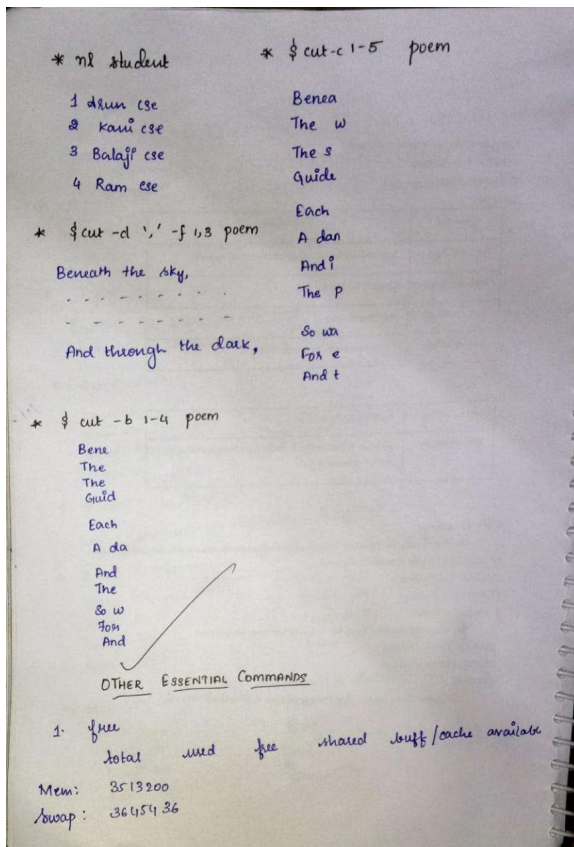 * nl student
1 drun cse
2 Kani cse
3 Balaji cse
4 Ram cse
* $ cut -d ',' -f 1,3 poem
Beneath the sky,
- - - - - - - -
- - - - - - - -
And through the dark,
* $ cut -c 1-5 poem
Benea
The w
The s
Guide
Each
A dan
And i
The P
So wa
For e
And t
* $ cut -b 1-4 poem
Bene
The
The
Guid
Each
A da
And
The
So w
For
And
OTHER ESSENTIAL COMMANDS
1. free
total used free shared buff/cache available
Mem: 3513200
Swap: 3645436